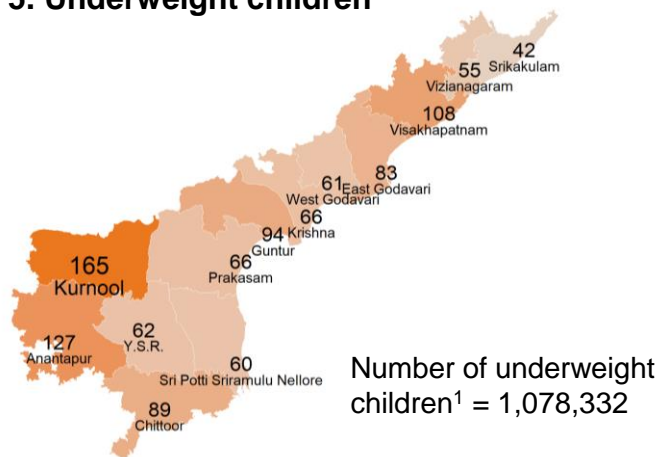 5. Underweight children
42
Srikakulam
55
Vizianagaram
108
Visakhapatnam
83
East Godavari
61
West Godavari
66
Krishna
94
Guntur
66
Prakasam
165
Kurnool
127
Anantapur
62
Y.S.R.
60
Sri Potti Sriramulu Nellore
89
Chittoor
Number of underweight
children¹ = 1,078,332